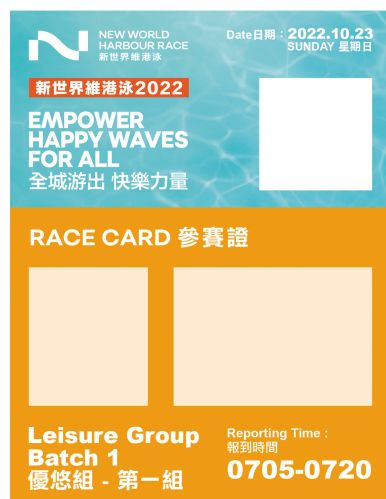 NEW WORLD
HARBOUR RACE
新世界維港泳
Date日期：2022.10.23
SUNDAY 星期日
新世界維港泳2022
EMPOWER
HAPPY WAVES
FOR ALL
全城游出 快樂力量
RACE CARD 參賽證
Leisure Group
Batch 1
優悠組 - 第一組
Reporting Time :
報到時間
0705-0720